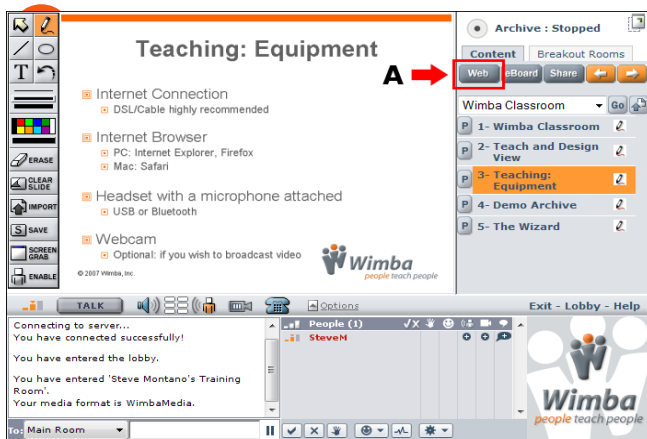 Archive : Stopped
Content Breakout Rooms
A
Web eBoard Share
Wimba Classroom Go
P 1- Wimba Classroom
P 2- Teach and Design
View
P 3- Teaching:
Equipment
P 4- Demo Archive
P 5- The Wizard
T
ERASE
CLEAR
SLIDE
IMPORT
S SAVE
SCREEN
GRAB
ENABLE
Teaching: Equipment
Internet Connection
DSL/Cable highly recommended
Internet Browser
PC: Internet Explorer, Firefox
Mac: Safari
Headset with a microphone attached
USB or Bluetooth
Webcam
Optional: if you wish to broadcast video
© 2007 Wimba, Inc.
Wimba
people teach people
TALK
Options
Exit - Lobby - Help
Connecting to server...
You have connected successfully!
You have entered the lobby.
You have entered 'Steve Montano's Training
Room'.
Your media format is WimbaMedia.
To: Main Room
People (1)
SteveM
Wimba
people teach people